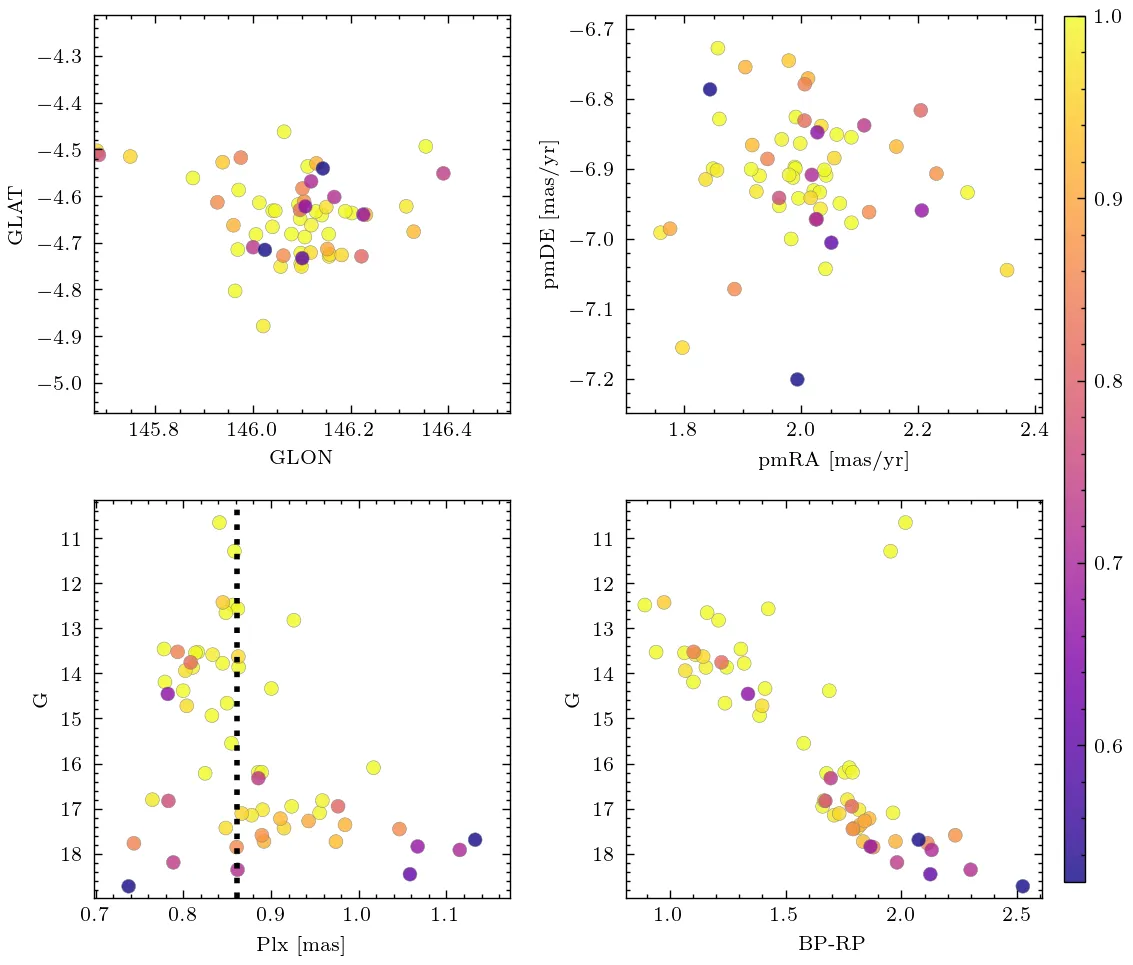 −4.3
−4.4
−4.5
−4.6
−4.7
−4.8
−4.9
−5.0
GLAT
145.8 146.0 146.2 146.4
GLON
−6.7
−6.8
−6.9
−7.0
−7.1
−7.2
pmDE [mas/yr]
1.8 2.0 2.2 2.4
pmRA [mas/yr]
1.0
0.9
0.8
0.7
0.6
11
12
13
14
15
16
17
18
G
0.7 0.8 0.9 1.0 1.1
Plx [mas]
11
12
13
14
15
16
17
18
G
1.0 1.5 2.0 2.5
BP-RP